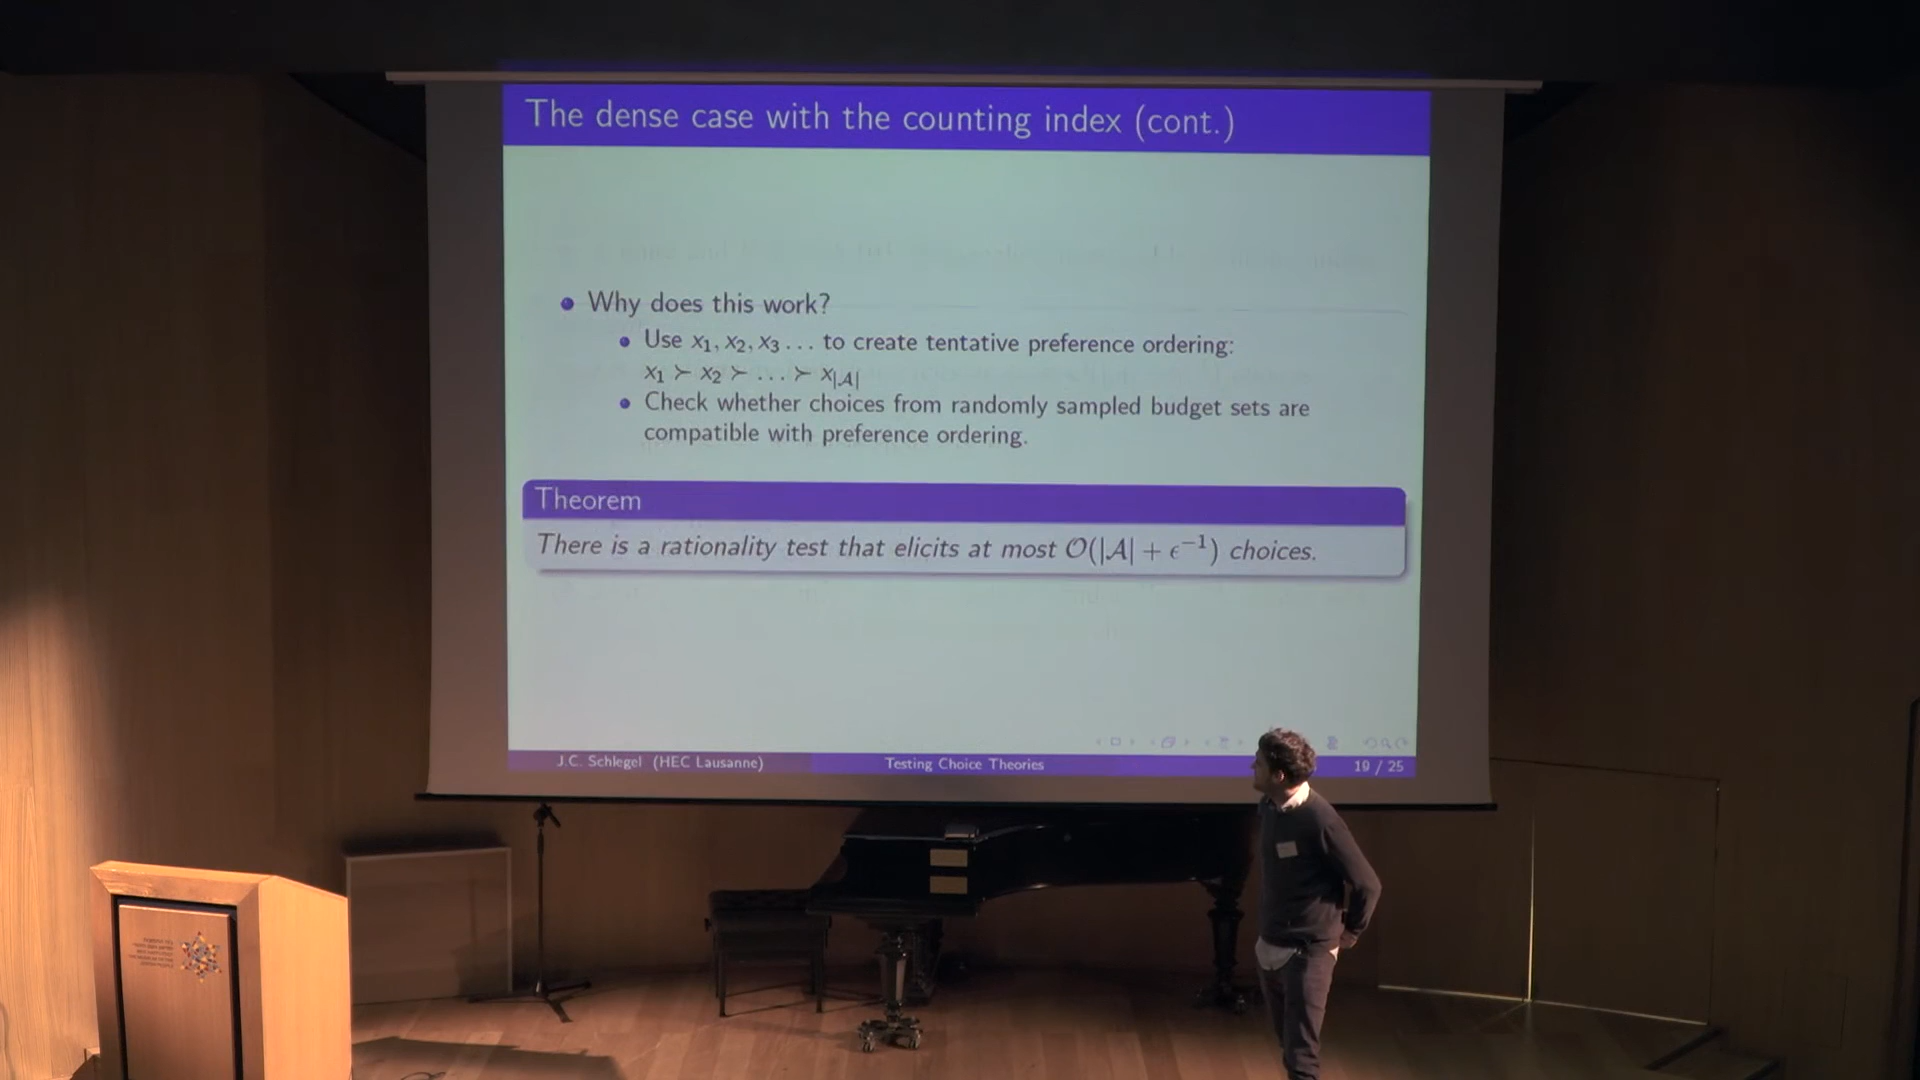 The dense case with the counting index (cont.)
Why does this work?
Use x₁, x₂, x₃ . . . to create tentative preference ordering:
x₁ ≻ x₂ ≻ . . . ≻ x|𝒜|
Check whether choices from randomly sampled budget sets are
compatible with preference ordering.
Theorem
There is a rationality test that elicits at most 𝒪(|𝒜| + ϵ⁻¹) choices.
J.C. Schlegel (HEC Lausanne) Testing Choice Theories 19 / 25